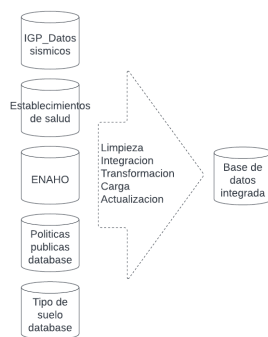 IGP_Datos
sismicos
Establecimientos
de salud
ENAHO
Politicas
publicas
database
Tipo de
suelo
database
Limpieza
Integracion
Transformacion
Carga
Actualizacion
Base de
datos
integrada